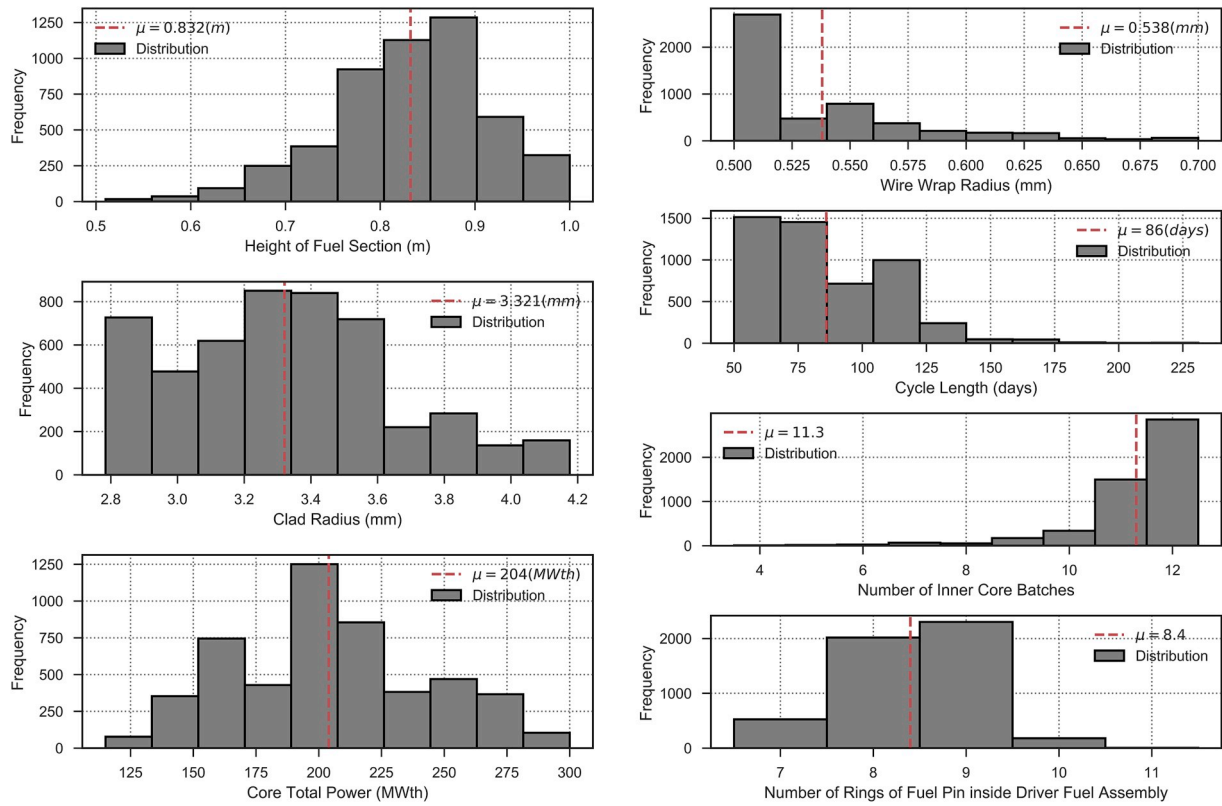 μ = 0.832(m)
Distribution
Frequency
1250
1000
750
500
250
0
0.5 0.6 0.7 0.8 0.9 1.0
Height of Fuel Section (m)
μ = 3.321(mm)
Distribution
Frequency
800
600
400
200
0
2.8 3.0 3.2 3.4 3.6 3.8 4.0 4.2
Clad Radius (mm)
μ = 204(MWth)
Distribution
Frequency
1250
1000
750
500
250
0
125 150 175 200 225 250 275 300
Core Total Power (MWth)
μ = 0.538(mm)
Distribution
Frequency
2000
1000
0
0.500 0.525 0.550 0.575 0.600 0.625 0.650 0.675 0.700
Wire Wrap Radius (mm)
μ = 86(days)
Distribution
Frequency
1500
1000
500
0
50 75 100 125 150 175 200 225
Cycle Length (days)
μ = 11.3
Distribution
Frequency
2000
1000
0
4 6 8 10 12
Number of Inner Core Batches
μ = 8.4
Distribution
Frequency
2000
1000
0
7 8 9 10 11
Number of Rings of Fuel Pin inside Driver Fuel Assembly